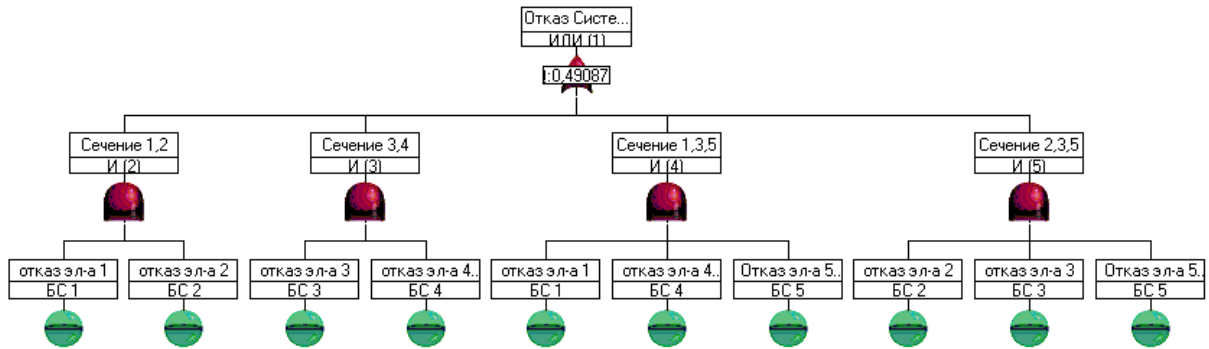 Отказ Систе...
ИЛИ (1)
I:0,49087
Сечение 1,2
И (2)
Сечение 3,4
И (3)
Сечение 1,3,5
И (4)
Сечение 2,3,5
И (5)
отказ эл-а 1
БС 1
отказ эл-а 2
БС 2
отказ эл-а 3
БС 3
отказ эл-а 4..
БС 4
отказ эл-а 1
БС 1
отказ эл-а 4..
БС 4
Отказ эл-а 5..
БС 5
отказ эл-а 2
БС 2
отказ эл-а 3
БС 3
Отказ эл-а 5..
БС 5